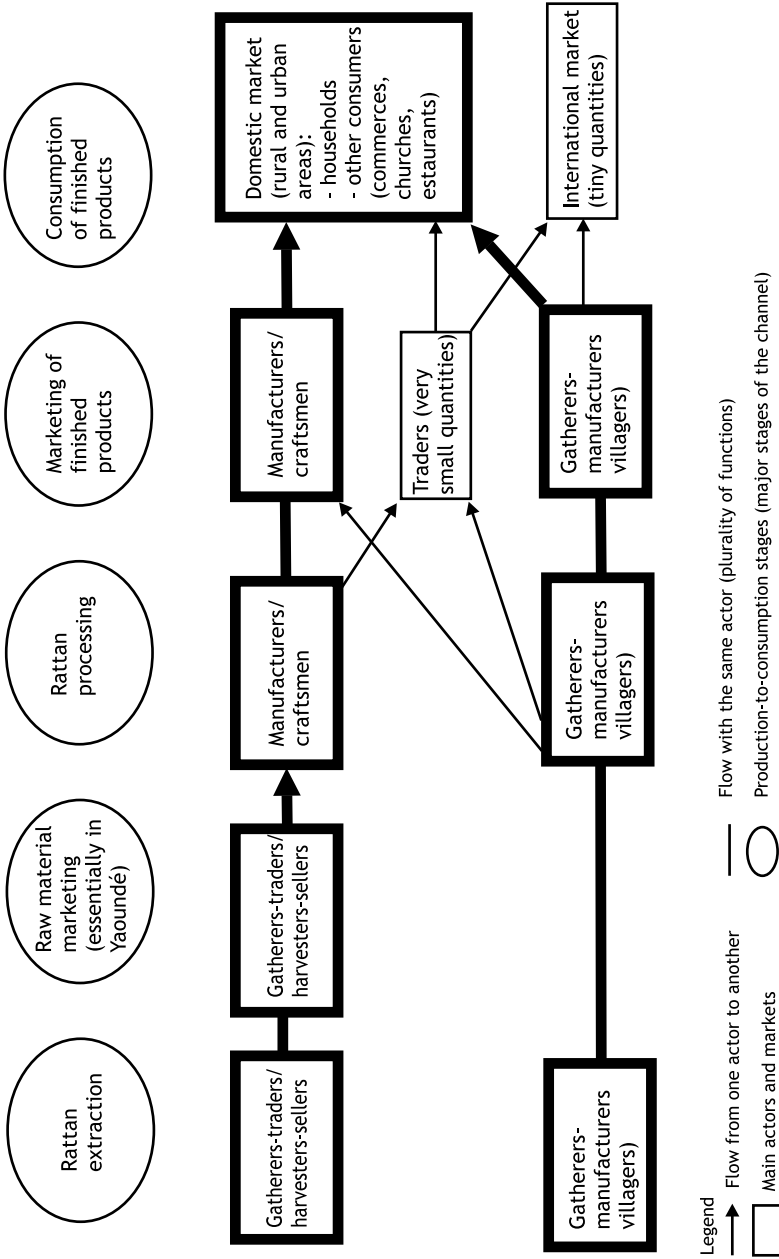 Rattan
extraction
Raw material
marketing
(essentially in
Yaoundé)
Rattan
processing
Marketing of
finished
products
Consumption
of finished
products
Gatherers-traders/
harvesters-sellers
Gatherers-traders/
harvesters-sellers
Manufacturers/
craftsmen
Manufacturers/
craftsmen
Domestic market
(rural and urban
areas):
- households
- other consumers
(commerces,
churches,
estaurants)
Traders (very
small quantities)
International market
(tiny quantities)
Gatherers-
manufacturers
villagers)
Gatherers-
manufacturers
villagers)
Gatherers-
manufacturers
villagers)
Legend
Flow from one actor to another
Flow with the same actor (plurality of functions)
Main actors and markets
Production-to-consumption stages (major stages of the channel)